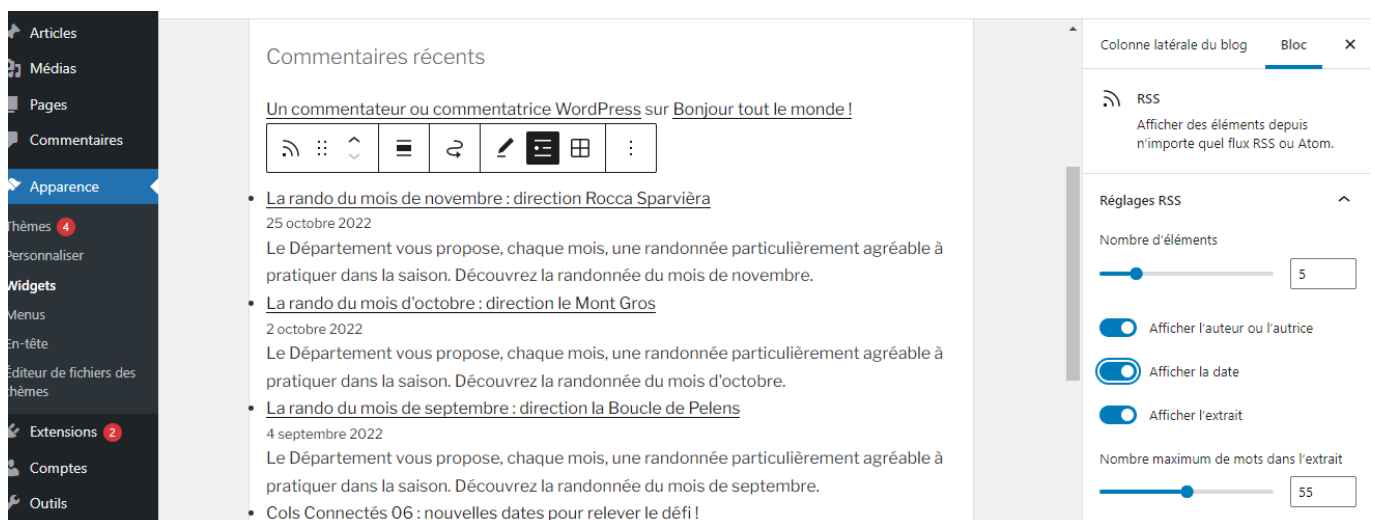 Articles
Médias
Pages
Commentaires
Apparence
Thèmes 4
Personnaliser
Widgets
Menus
En-tête
Éditeur de fichiers des
thèmes
Extensions 2
Comptes
Outils
Commentaires récents
Un commentateur ou commentatrice WordPress sur Bonjour tout le monde !
La rando du mois de novembre : direction Rocca Sparvièra
25 octobre 2022
Le Département vous propose, chaque mois, une randonnée particulièrement agréable à
pratiquer dans la saison. Découvrez la randonnée du mois de novembre.
La rando du mois d'octobre : direction le Mont Gros
2 octobre 2022
Le Département vous propose, chaque mois, une randonnée particulièrement agréable à
pratiquer dans la saison. Découvrez la randonnée du mois d'octobre.
La rando du mois de septembre : direction la Boucle de Pelens
4 septembre 2022
Le Département vous propose, chaque mois, une randonnée particulièrement agréable à
pratiquer dans la saison. Découvrez la randonnée du mois de septembre.
Cols Connectés 06 : nouvelles dates pour relever le défi !
Colonne latérale du blog Bloc
RSS
Afficher des éléments depuis
n'importe quel flux RSS ou Atom.
Réglages RSS
Nombre d'éléments
5
Afficher l'auteur ou l'autrice
Afficher la date
Afficher l'extrait
Nombre maximum de mots dans l'extrait
55